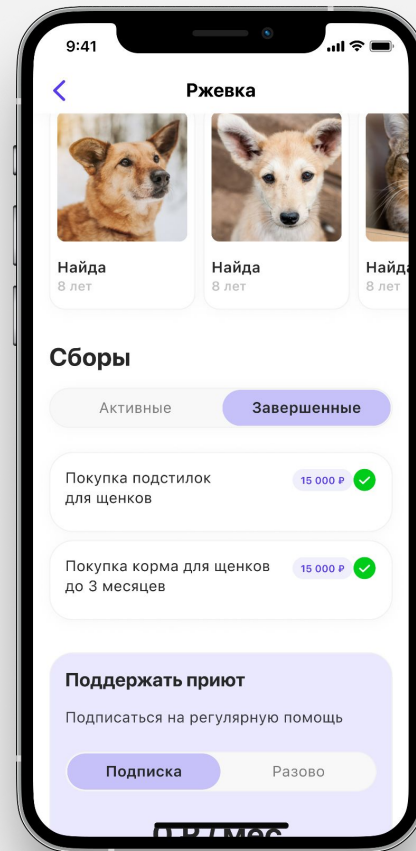 9:41
Ржевка
Найда
8 лет
Найда
8 лет
Найда
8 лет
Сборы
Активные
Завершенные
Покупка подстилок
для щенков
15 000 ₽
Покупка корма для щенков
до 3 месяцев
15 000 ₽
Поддержать приют
Подписаться на регулярную помощь
Подписка
Разово
0 ₽ / мес